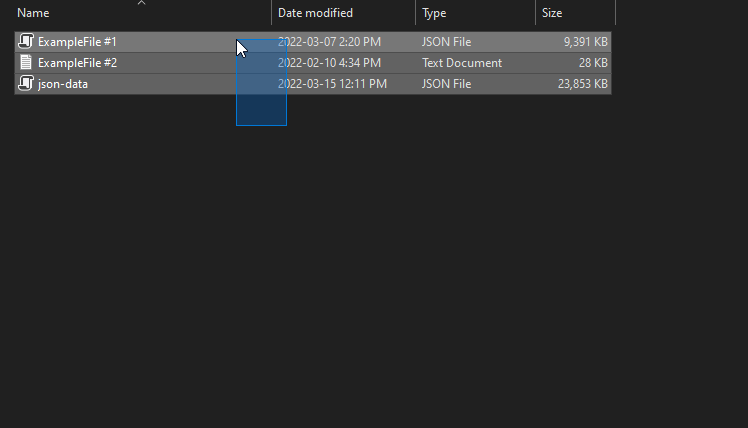 Name Date modified Type Size
ExampleFile #1 2022-03-07 2:20 PM JSON File 9,391 KB
ExampleFile #2 2022-02-10 4:34 PM Text Document 28 KB
json-data 2022-03-15 12:11 PM JSON File 23,853 KB